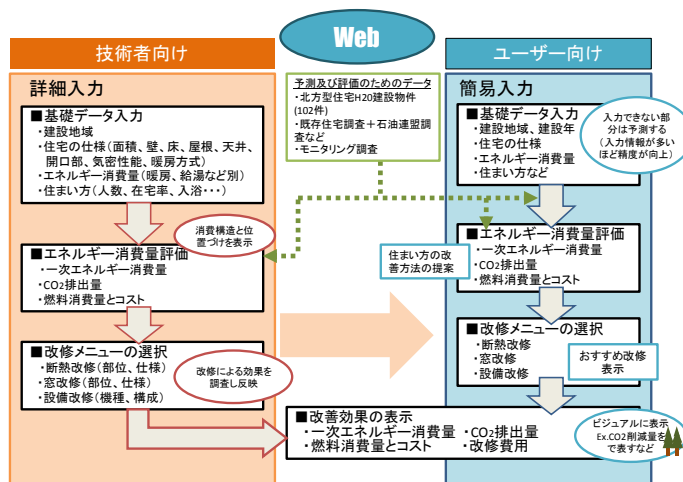 技術者向け
Web
ユーザー向け
詳細入力
■基礎データ入力
・建設地域
・住宅の仕様(面積、壁、床、屋根、天井、
開口部、気密性能、暖房方式)
・エネルギー消費量(暖房、給湯など別)
・住まい方(人数、在宅率、入浴・・・)
消費構造と位
置づけを表示
■エネルギー消費量評価
・一次エネルギー消費量
・CO2排出量
・燃料消費量とコスト
■改修メニューの選択
・断熱改修(部位、仕様)
・窓改修(部位、仕様)
・設備改修(機種、構成)
改修による効果を
調査し反映
予測及び評価のためのデータ
・北方型住宅H20建設物件
(102件)
・既存住宅調査＋石油連盟調
査など
・モニタリング調査
簡易入力
■基礎データ入力
・建設地域、建設年
・住宅の仕様
・エネルギー消費量
・住まい方など
入力できない部
分は予測する
(入力情報が多い
ほど精度が向上)
■エネルギー消費量評価
・一次エネルギー消費量
・CO2排出量
・燃料消費量とコスト
住まい方の改
善方法の提案
■改修メニューの選択
・断熱改修
・窓改修
・設備改修
おすすめ改修
表示
■改善効果の表示
・一次エネルギー消費量 ・CO2排出量
・燃料消費量とコスト ・改修費用
ビジュアルに表示
Ex.CO2削減量を
で表すなど